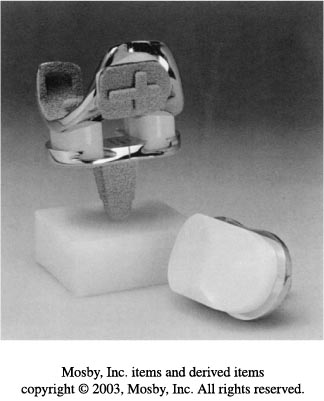 Mosby, Inc. items and derived items
copyright © 2003, Mosby, Inc. All rights reserved.